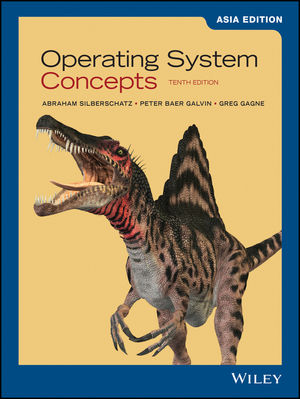 ASIA EDITION
Operating System
Concepts TENTH EDITION
ABRAHAM SILBERSCHATZ • PETER BAER GALVIN • GREG GAGNE
WILEY